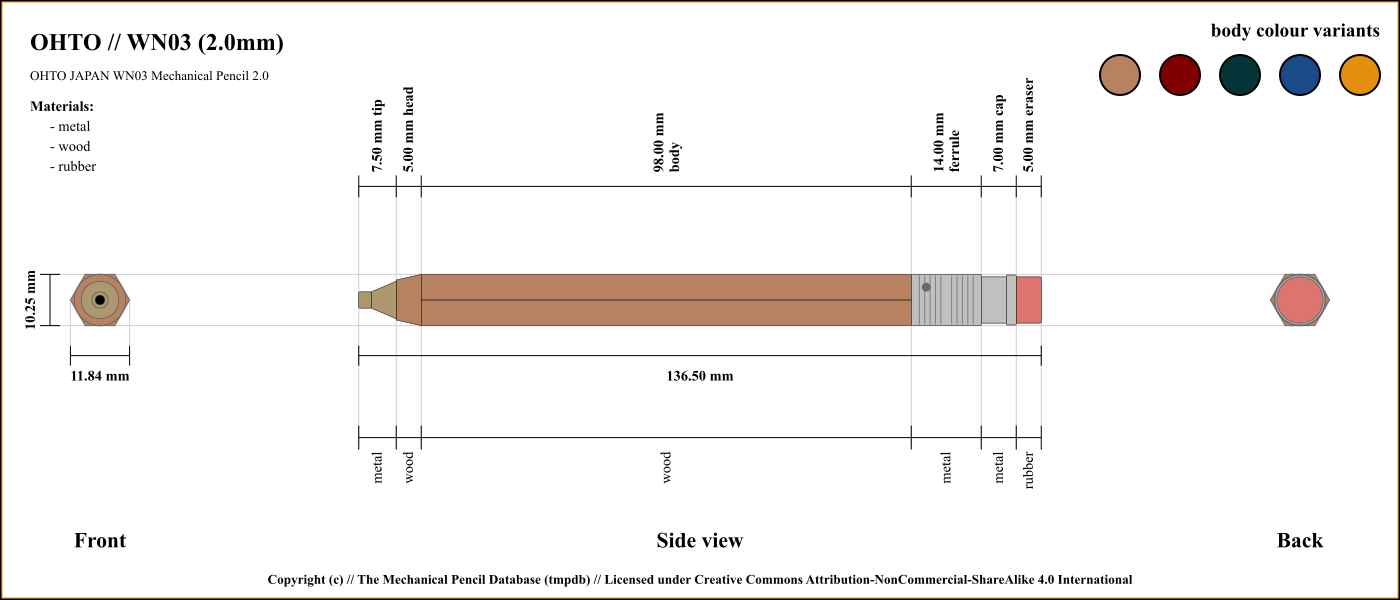 OHTO // WN03 (2.0mm)
OHTO JAPAN WN03 Mechanical Pencil 2.0
Materials:
- metal
- wood
- rubber
body colour variants
7.50 mm tip
5.00 mm head
98.00 mm
body
14.00 mm
ferrule
7.00 mm cap
5.00 mm eraser
10.25 mm
11.84 mm
136.50 mm
metal
wood
wood
metal
metal
rubber
Front
Side view
Back
Copyright (c) // The Mechanical Pencil Database (tmpdb) // Licensed under Creative Commons Attribution-NonCommercial-ShareAlike 4.0 International